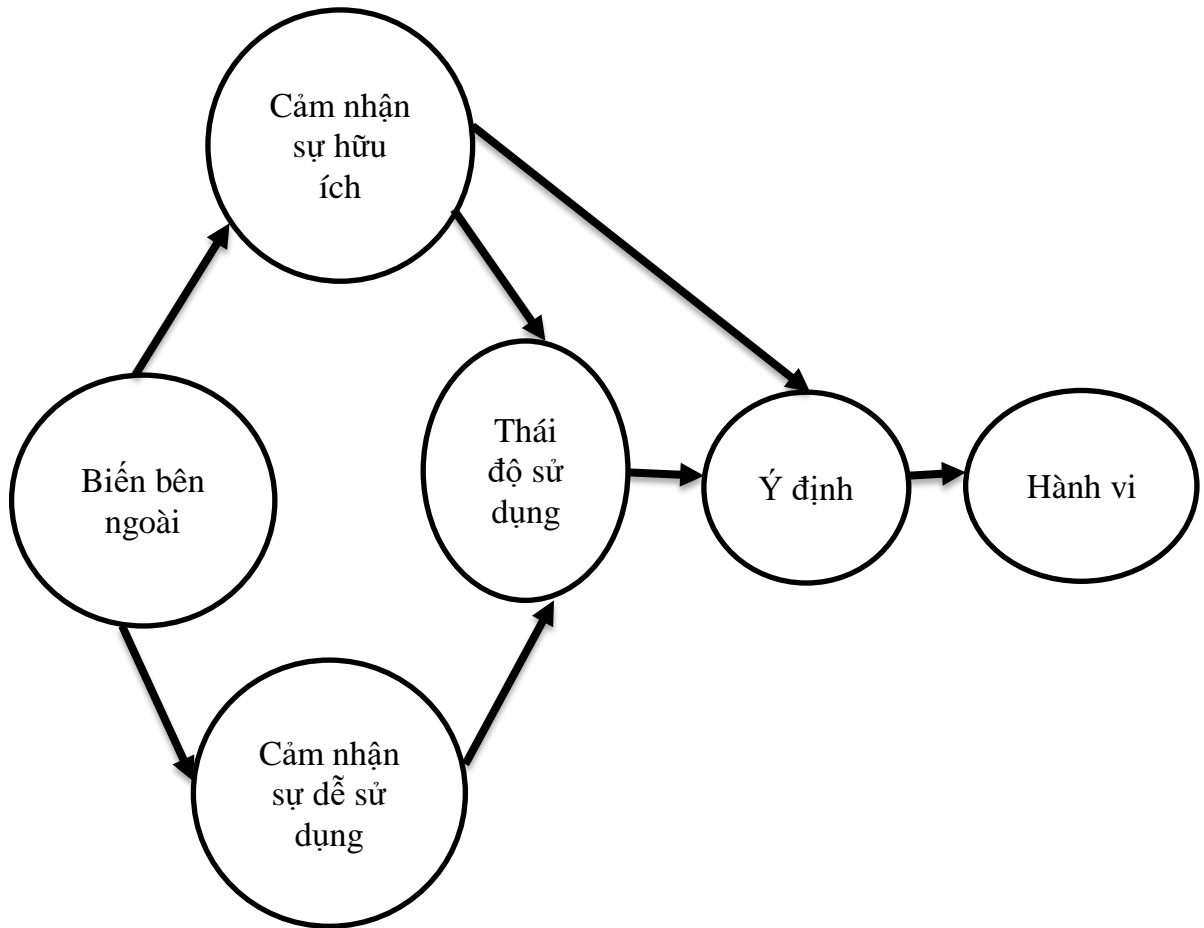 Cảm nhận
sự hữu
ích
Biến bên
ngoài
Thái
độ sử
dụng
Ý định
Hành vi
Cảm nhận
sự dễ sử
dụng